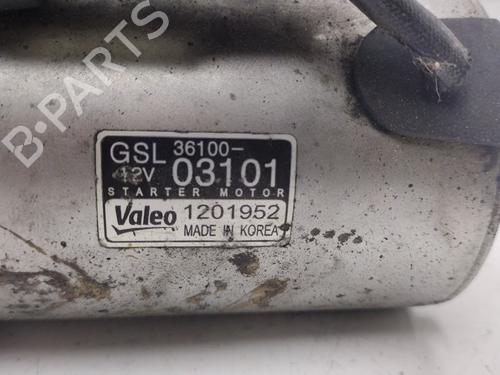 B-PARTS
GSL 36100-
12V 03101
STARTER MOTOR
Valeo 1201952
MADE IN KOREA